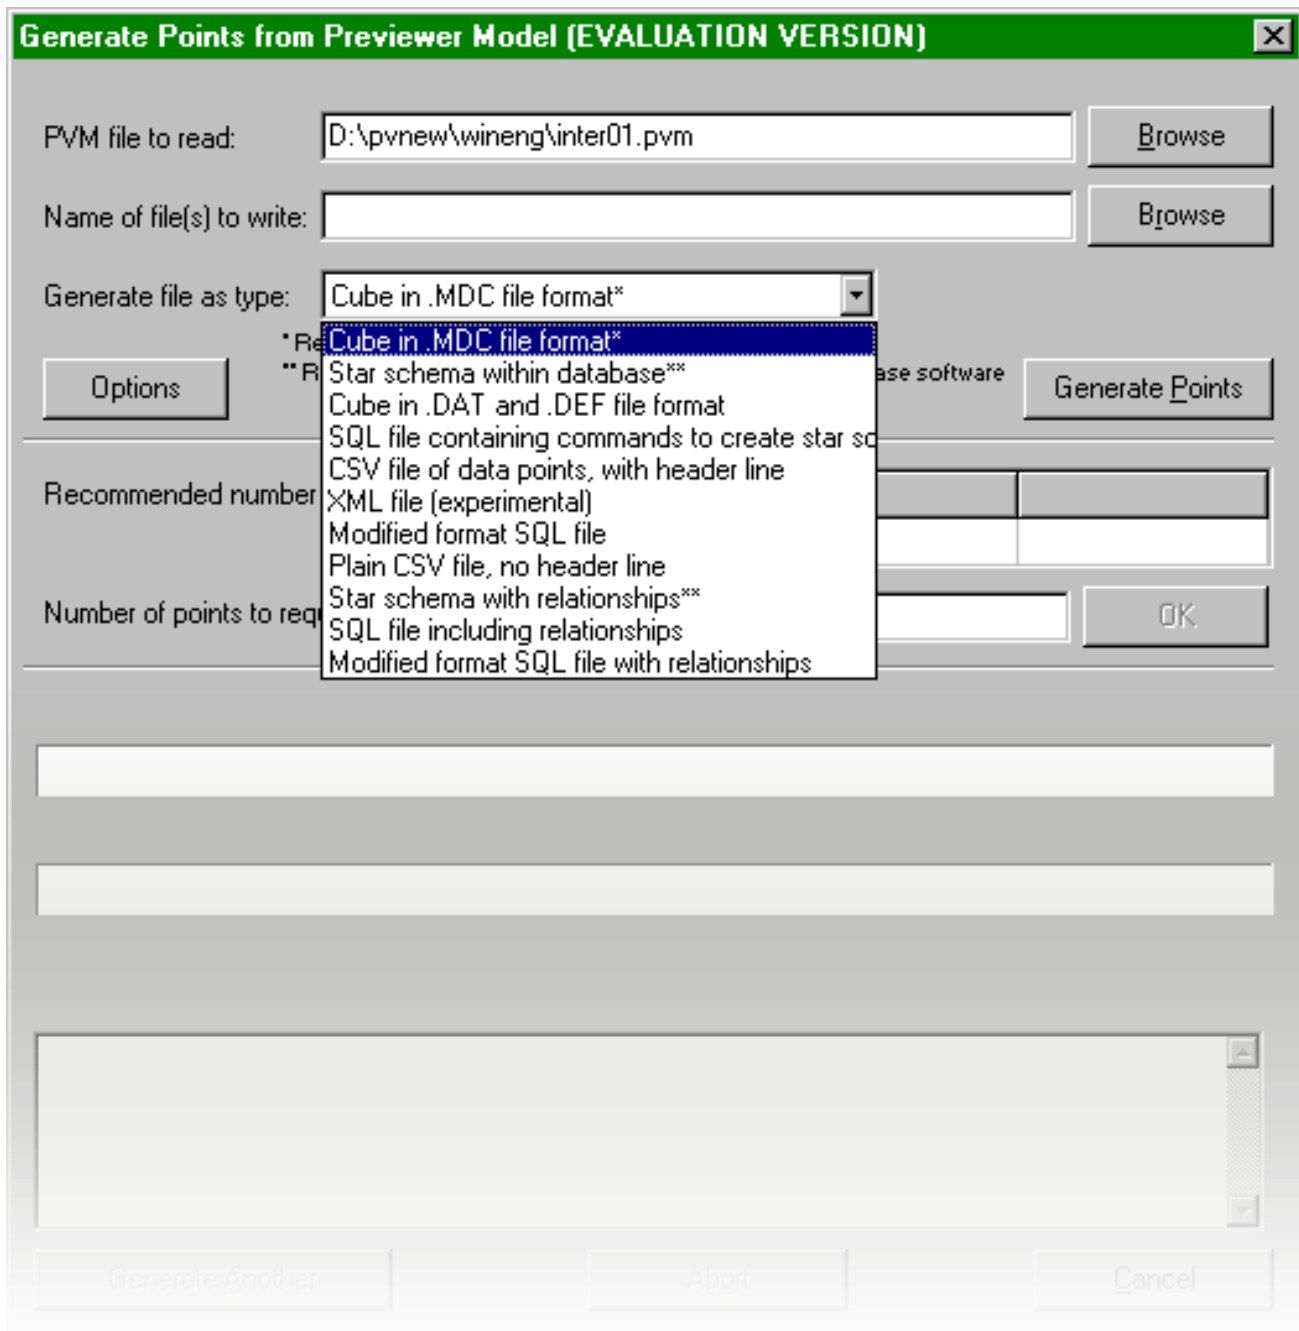 Generate Points from Previewer Model (EVALUATION VERSION)
PVM file to read:
D:\pvnew\wineng\inter01.pvm
Browse
Name of file(s) to write:
Browse
Generate file as type:
Cube in .MDC file format*
Cube in .MDC file format*
Star schema within database**
Cube in .DAT and .DEF file format
SQL file containing commands to create star
CSV file of data points, with header line
XML file (experimental)
Modified format SQL file
Plain CSV file, no header line
Star schema with relationships**
SQL file including relationships
Modified format SQL file with relationships
software
Options
Generate Points
Recommended number
Number of points to
OK
Generate Another
Abort
Cancel